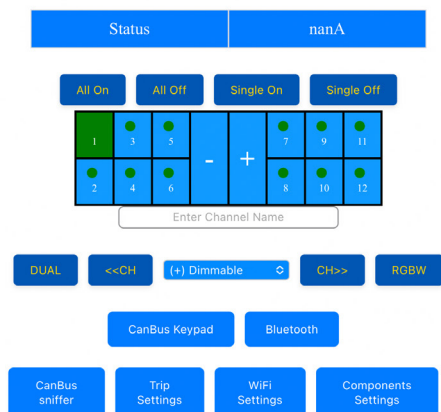 Status nanA
All On All Off Single On Single Off
1 3 5 - + 7 9 11
2 4 6 8 10 12
Enter Channel Name
DUAL <<CH (+) Dimmable CH>> RGBW
CanBus Keypad Bluetooth
CanBus Trip WiFi Components
sniffer Settings Settings Settings